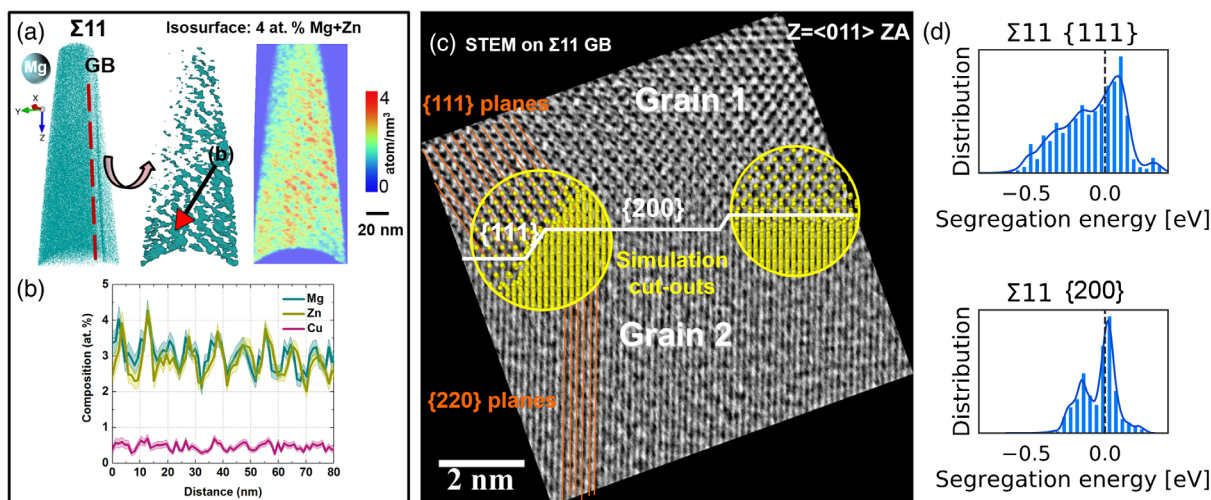 (a)
Σ11
Isosurface: 4 at. % Mg+Zn
Mg
GB
X
Y
Z
(b)
4
0
atom/nm³
20 nm
(b)
Composition (at. %)
5
4
3
2
1
0
Mg
Zn
Cu
0 10 20 30 40 50 60 70 80
Distance (nm)
(c) STEM on Σ11 GB
Z=<011> ZA
{111} planes
Grain 1
{200}
{111}
Simulation
cut-outs
Grain 2
{220} planes
2 nm
(d)
Σ11 {111}
Distribution
−0.5 0.0
Segregation energy [eV]
Σ11 {200}
Distribution
−0.5 0.0
Segregation energy [eV]